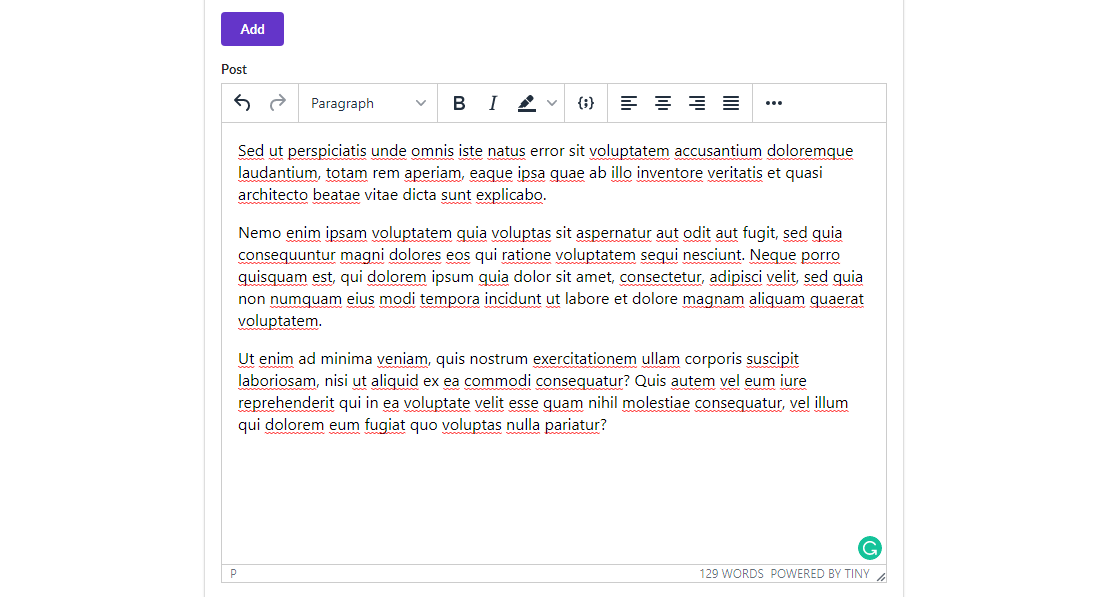 Add
Post
Paragraph B I {;}
Sed ut perspiciatis unde omnis iste natus error sit voluptatem accusantium doloremque
laudantium, totam rem aperiam, eaque ipsa quae ab illo inventore veritatis et quasi
architecto beatae vitae dicta sunt explicabo.
Nemo enim ipsam voluptatem quia voluptas sit aspernatur aut odit aut fugit, sed quia
consequuntur magni dolores eos qui ratione voluptatem sequi nesciunt. Neque porro
quisquam est, qui dolorem ipsum quia dolor sit amet, consectetur, adipisci velit, sed quia
non numquam eius modi tempora incidunt ut labore et dolore magnam aliquam quaerat
voluptatem.
Ut enim ad minima veniam, quis nostrum exercitationem ullam corporis suscipit
laboriosam, nisi ut aliquid ex ea commodi consequatur? Quis autem vel eum iure
reprehenderit qui in ea voluptate velit esse quam nihil molestiae consequatur, vel illum
qui dolorem eum fugiat quo voluptas nulla pariatur?
P 129 WORDS POWERED BY TINY